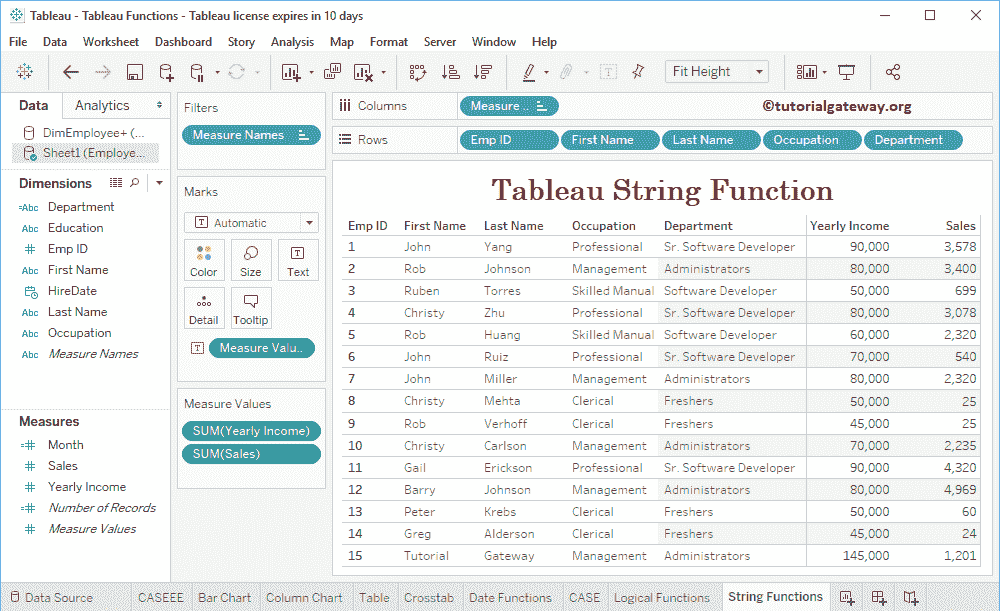 Tableau - Tableau Functions - Tableau license expires in 10 days
File Data Worksheet Dashboard Story Analysis Map Format Server Window Help
Fit Height
Data Analytics
DimEmployee+ (...
Sheet1 (Employe...
Dimensions
Abc Department
Abc Education
Emp ID
Abc First Name
HireDate
Abc Last Name
Abc Occupation
Abc Measure Names
Measures
Month
Sales
Yearly Income
Number of Records
Measure Values
Filters
Measure Names
Marks
T Automatic
Color Size Text
Detail Tooltip
T Measure Valu..
Measure Values
SUM(Yearly Income)
SUM(Sales)
Columns Measure ..
©tutorialgateway.org
Rows Emp ID First Name Last Name Occupation Department
Tableau String Function
Emp ID First Name Last Name Occupation Department Yearly Income Sales
1 John Yang Professional Sr. Software Developer 90,000 3,578
2 Rob Johnson Management Administrators 80,000 3,400
3 Ruben Torres Skilled Manual Software Developer 50,000 699
4 Christy Zhu Professional Sr. Software Developer 80,000 3,078
5 Rob Huang Skilled Manual Software Developer 60,000 2,320
6 John Ruiz Professional Sr. Software Developer 70,000 540
7 John Miller Management Administrators 80,000 2,320
8 Christy Mehta Clerical Freshers 50,000 25
9 Rob Verhoff Clerical Freshers 45,000 25
10 Christy Carlson Management Administrators 70,000 2,235
11 Gail Erickson Professional Sr. Software Developer 90,000 4,320
12 Barry Johnson Management Administrators 80,000 4,969
13 Peter Krebs Clerical Freshers 50,000 60
14 Greg Alderson Clerical Freshers 45,000 24
15 Tutorial Gateway Management Administrators 145,000 1,201
Data Source CASEEE Bar Chart Column Chart Table Crosstab Date Functions CASE Logical Functions String Functions